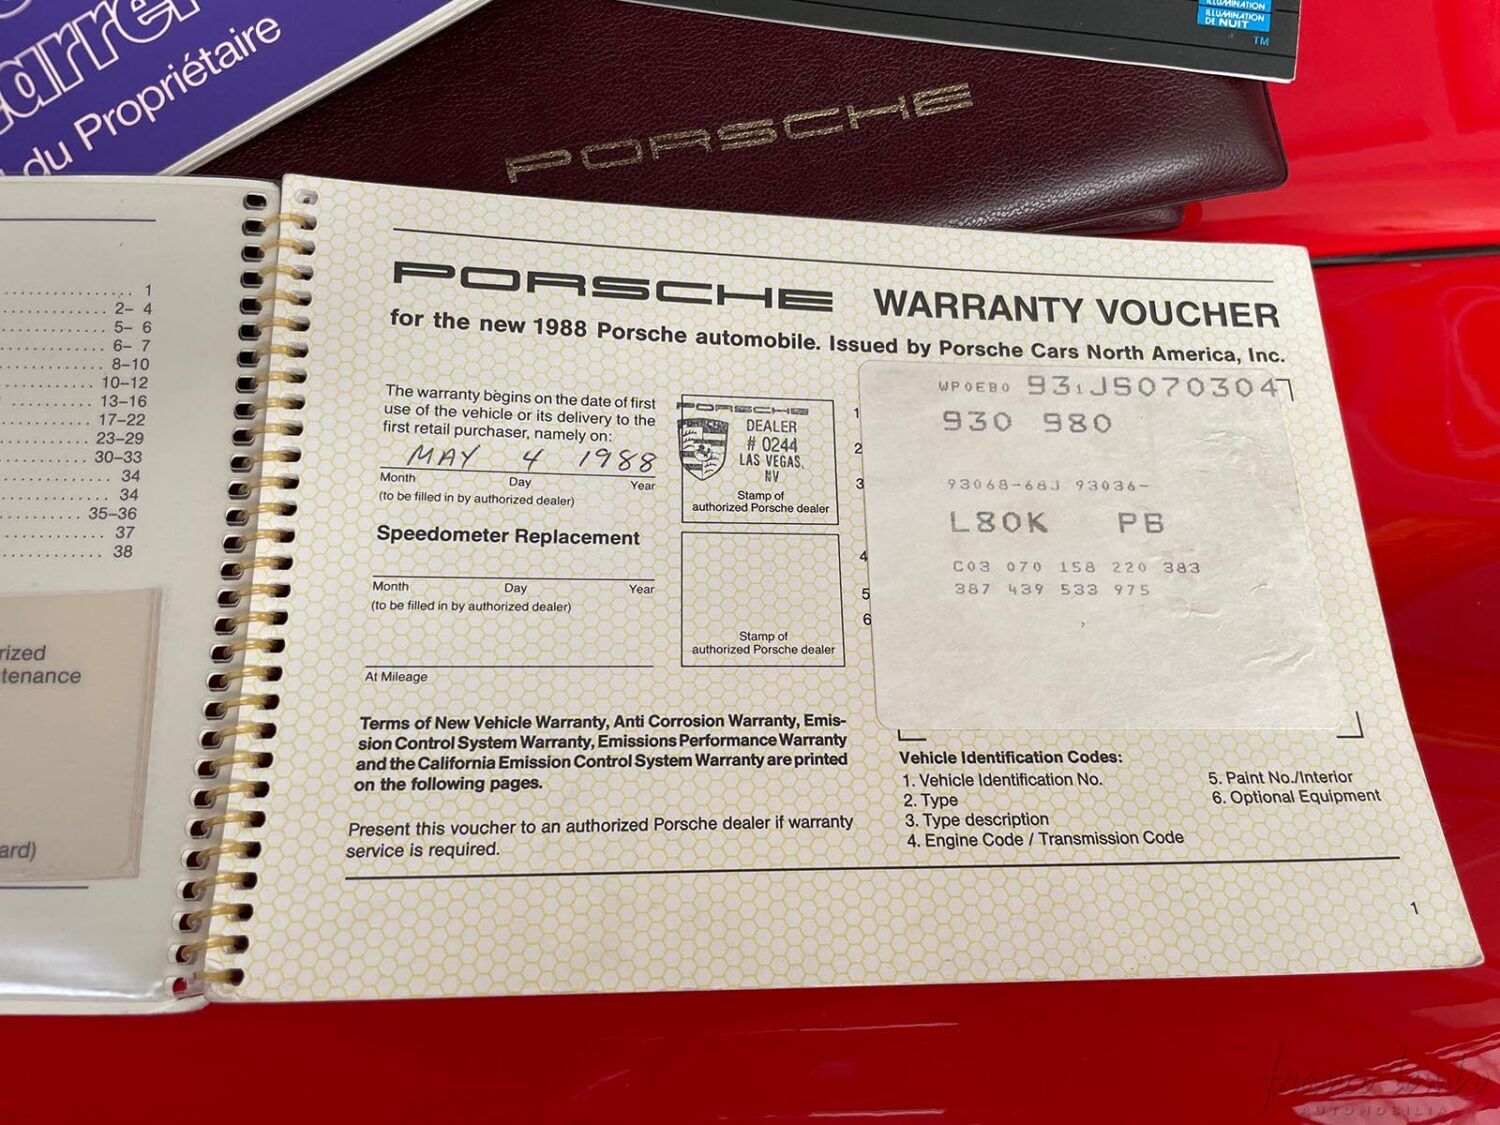 arre
du Propriétaire
ILLUMINATION
ILLUMINATION
DE NUIT
TM
PORSCHE
1
2– 4
5– 6
6– 7
8–10
10–12
13–16
17–22
23–29
30–33
34
34
35–36
37
38
rized
tenance
ard)
PORSCHE WARRANTY VOUCHER
for the new 1988 Porsche automobile. Issued by Porsche Cars North America, Inc.
The warranty begins on the date of first
use of the vehicle or its delivery to the
first retail purchaser, namely on:
MAY 4 1988
Month Day Year
(to be filled in by authorized dealer)
PORSCHE
DEALER
# 0244
LAS VEGAS,
NV
Stamp of
authorized Porsche dealer
Speedometer Replacement
Month Day Year
(to be filled in by authorized dealer)
At Mileage
Stamp of
authorized Porsche dealer
1 WP0EB0 93 JS070304
2 930 980
3 93068-68J 93036-
4 L80K PB
5 C03 070 158 220 383
6 387 439 533 975
Terms of New Vehicle Warranty, Anti Corrosion Warranty, Emis-
sion Control System Warranty, Emissions Performance Warranty
and the California Emission Control System Warranty are printed
on the following pages.
Present this voucher to an authorized Porsche dealer if warranty
service is required.
Vehicle Identification Codes:
1. Vehicle Identification No.
2. Type
3. Type description
4. Engine Code / Transmission Code
5. Paint No./Interior
6. Optional Equipment
1
AUTOMOBILIA